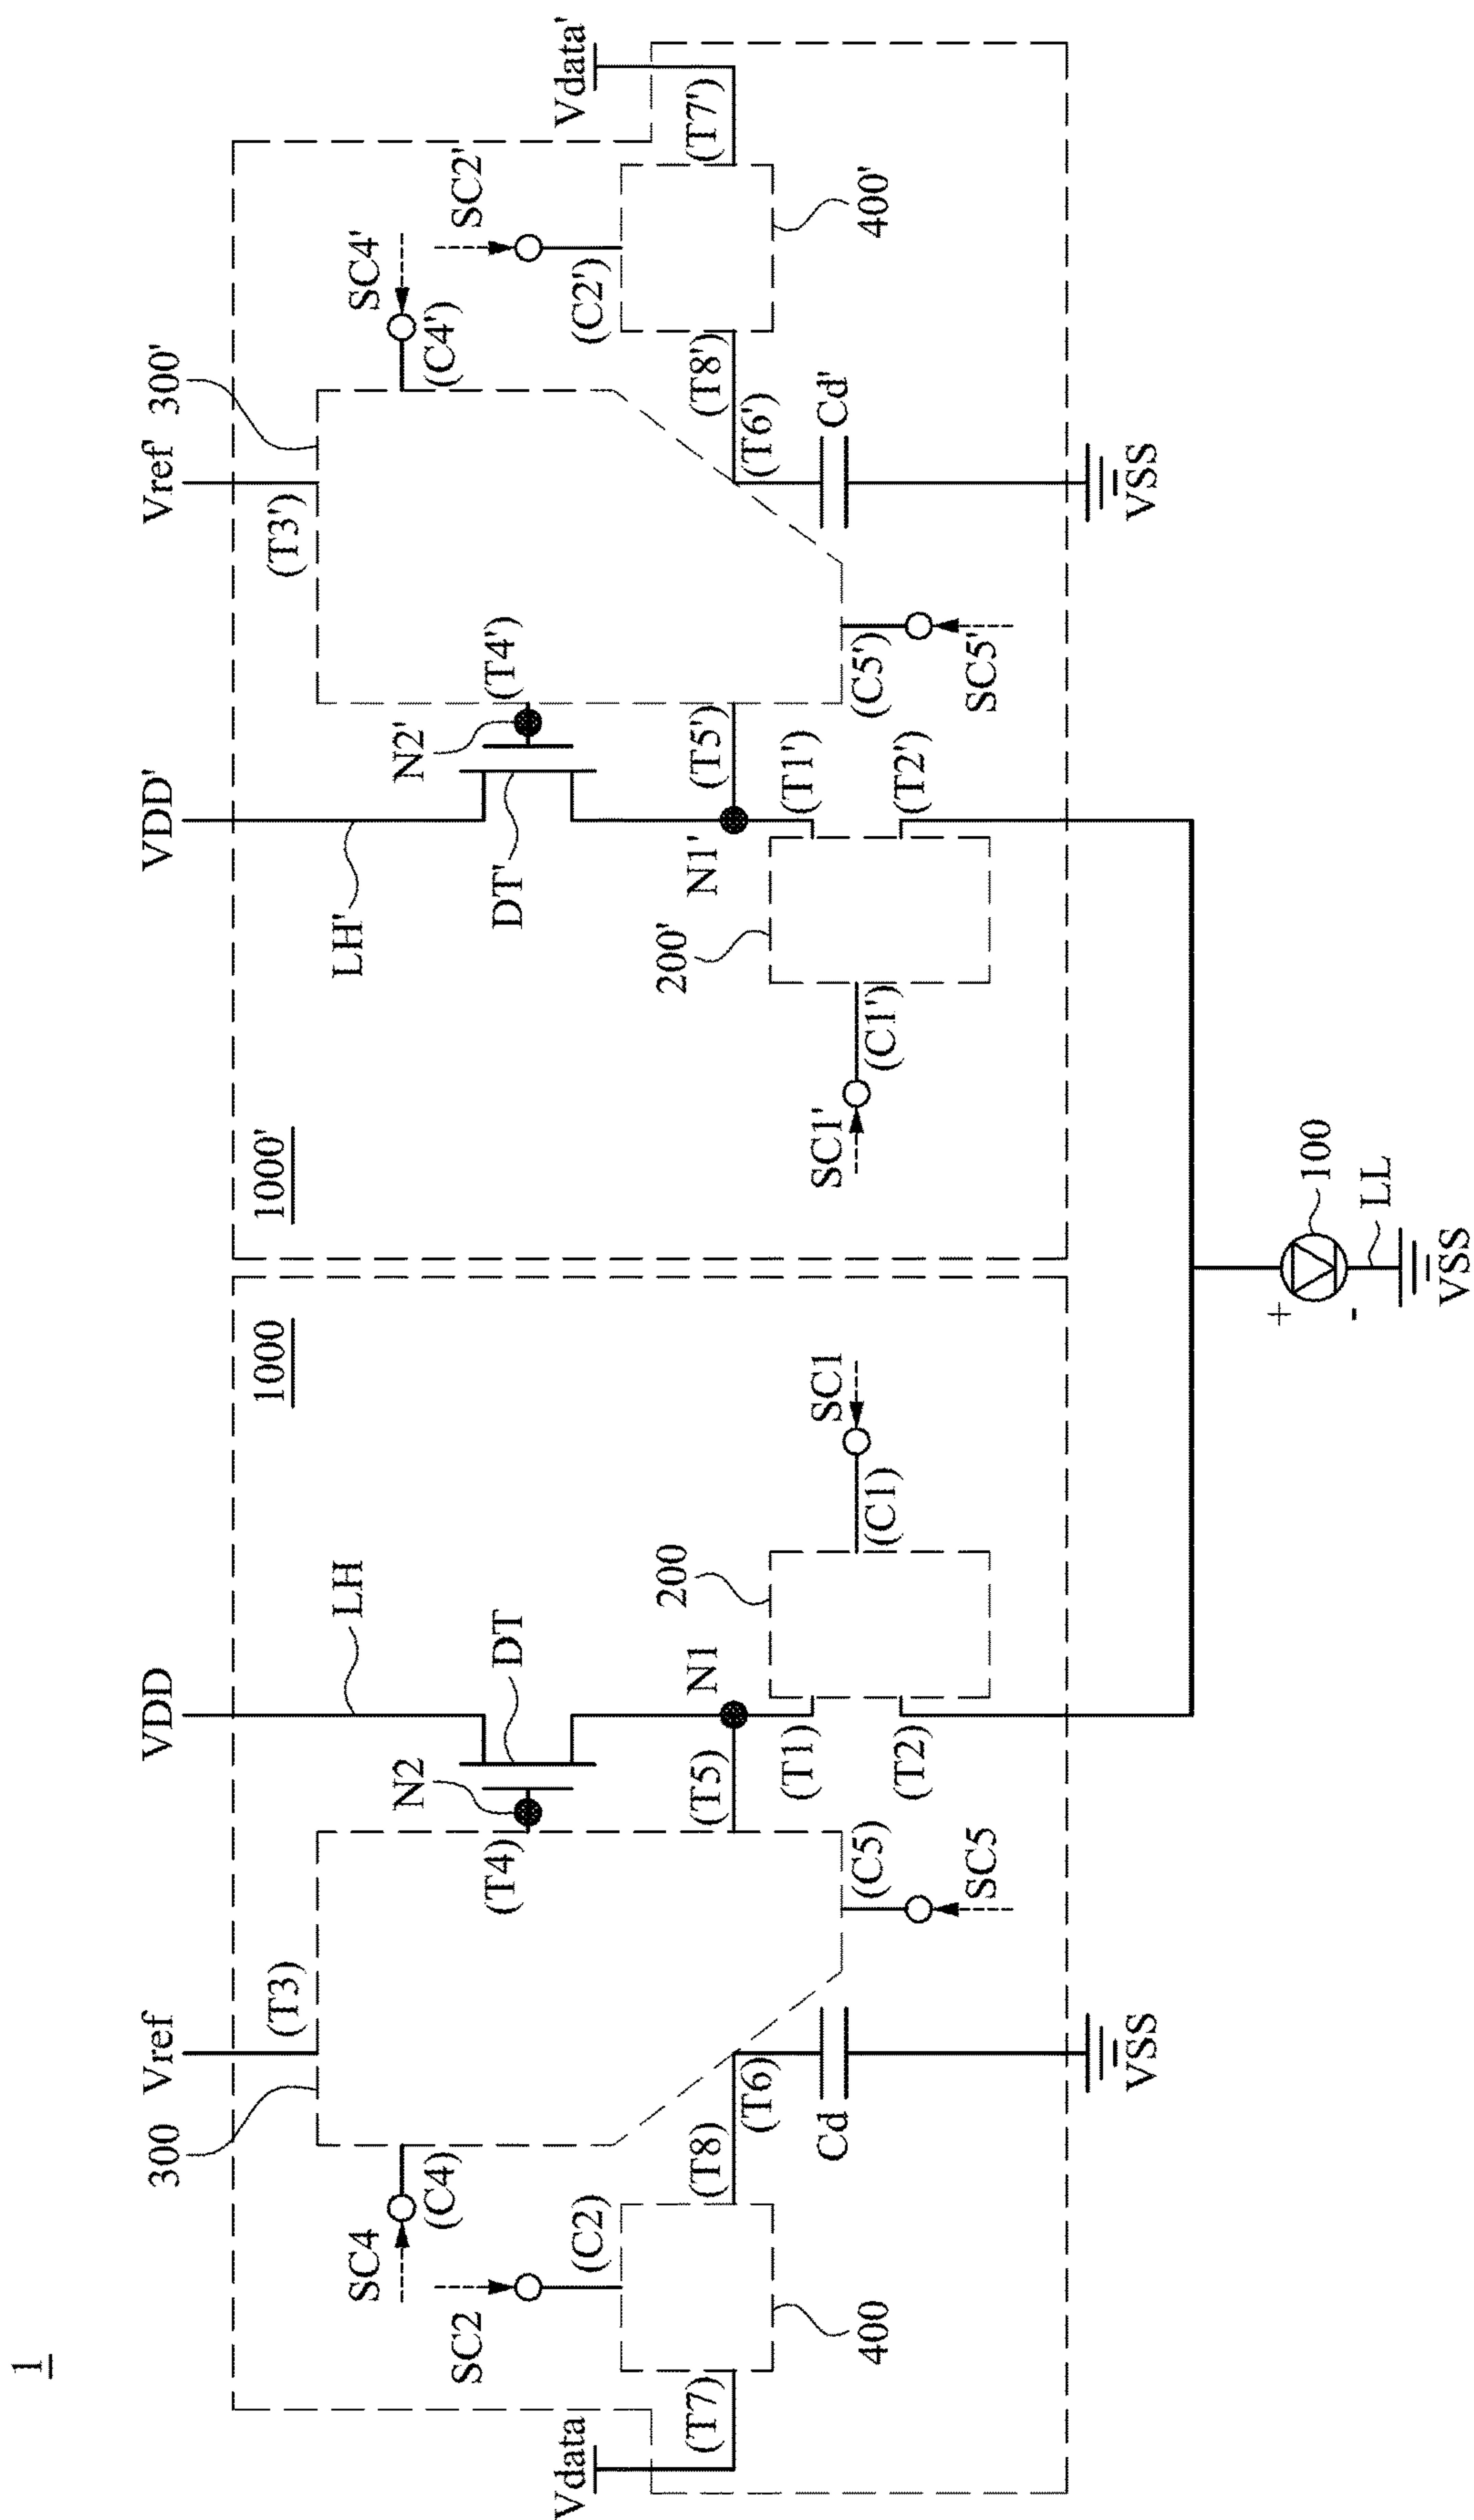 1
VDD
Vref
VDD'
Vref'
300
(T3)
LH
1000
1000'
LH'
(T3')
300'
SC4
(C4)
N2
DT
DT'
N2'
SC4'
(C4')
SC2
(C2)
(T4)
(T4')
SC2'
(C2')
Vdata
(T7)
(T8)
(T5)
N1
N1'
(T5')
(T8')
(T7')
Vdata'
400
(T6)
Cd
(T1)
(T2)
200
200'
(T1')
(T2')
(T6')
Cd'
400'
(C5)
SC5
(C1)
SC1
SC1'
(C1')
(C5')
SC5'
VSS
VSS
+
-
100
LL
VSS